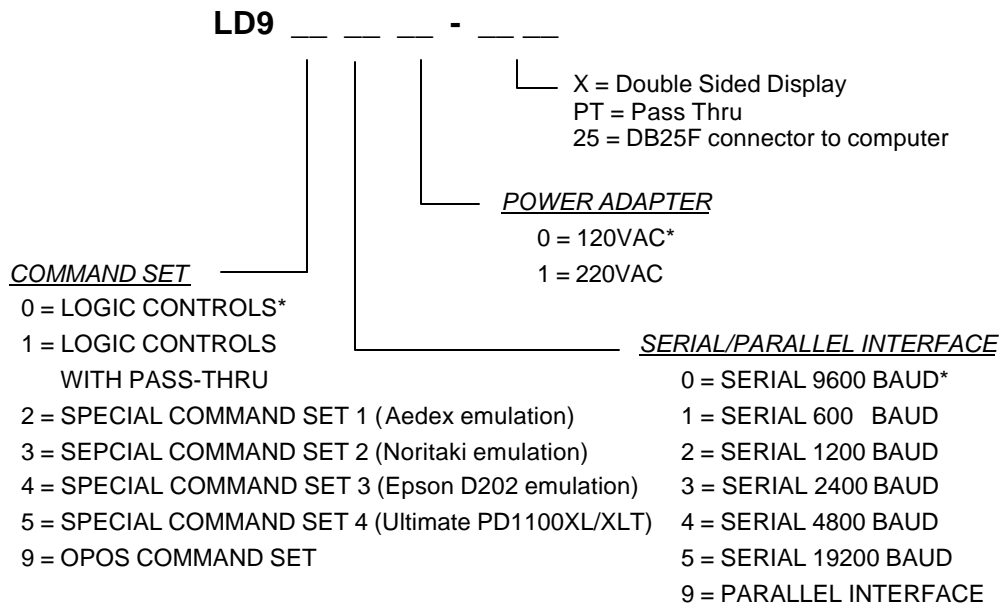 LD9 __ __ __ - __ __
X = Double Sided Display
PT = Pass Thru
25 = DB25F connector to computer
POWER ADAPTER
0 = 120VAC*
1 = 220VAC
COMMAND SET
0 = LOGIC CONTROLS*
1 = LOGIC CONTROLS
WITH PASS-THRU
2 = SPECIAL COMMAND SET 1 (Aedex emulation)
3 = SEPCIAL COMMAND SET 2 (Noritaki emulation)
4 = SPECIAL COMMAND SET 3 (Epson D202 emulation)
5 = SPECIAL COMMAND SET 4 (Ultimate PD1100XL/XLT)
9 = OPOS COMMAND SET
SERIAL/PARALLEL INTERFACE
0 = SERIAL 9600 BAUD*
1 = SERIAL 600 BAUD
2 = SERIAL 1200 BAUD
3 = SERIAL 2400 BAUD
4 = SERIAL 4800 BAUD
5 = SERIAL 19200 BAUD
9 = PARALLEL INTERFACE